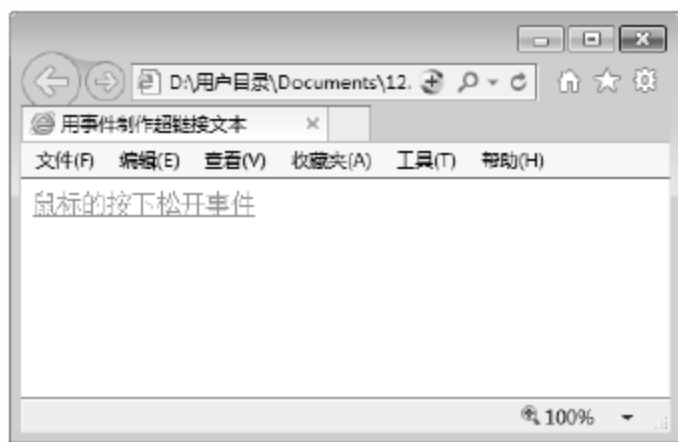 D:\用户目录\Documents\12.
用事件制作超链接文本
文件(F) 编辑(E) 查看(V) 收藏夹(A) 工具(T) 帮助(H)
鼠标的按下松开事件
100%